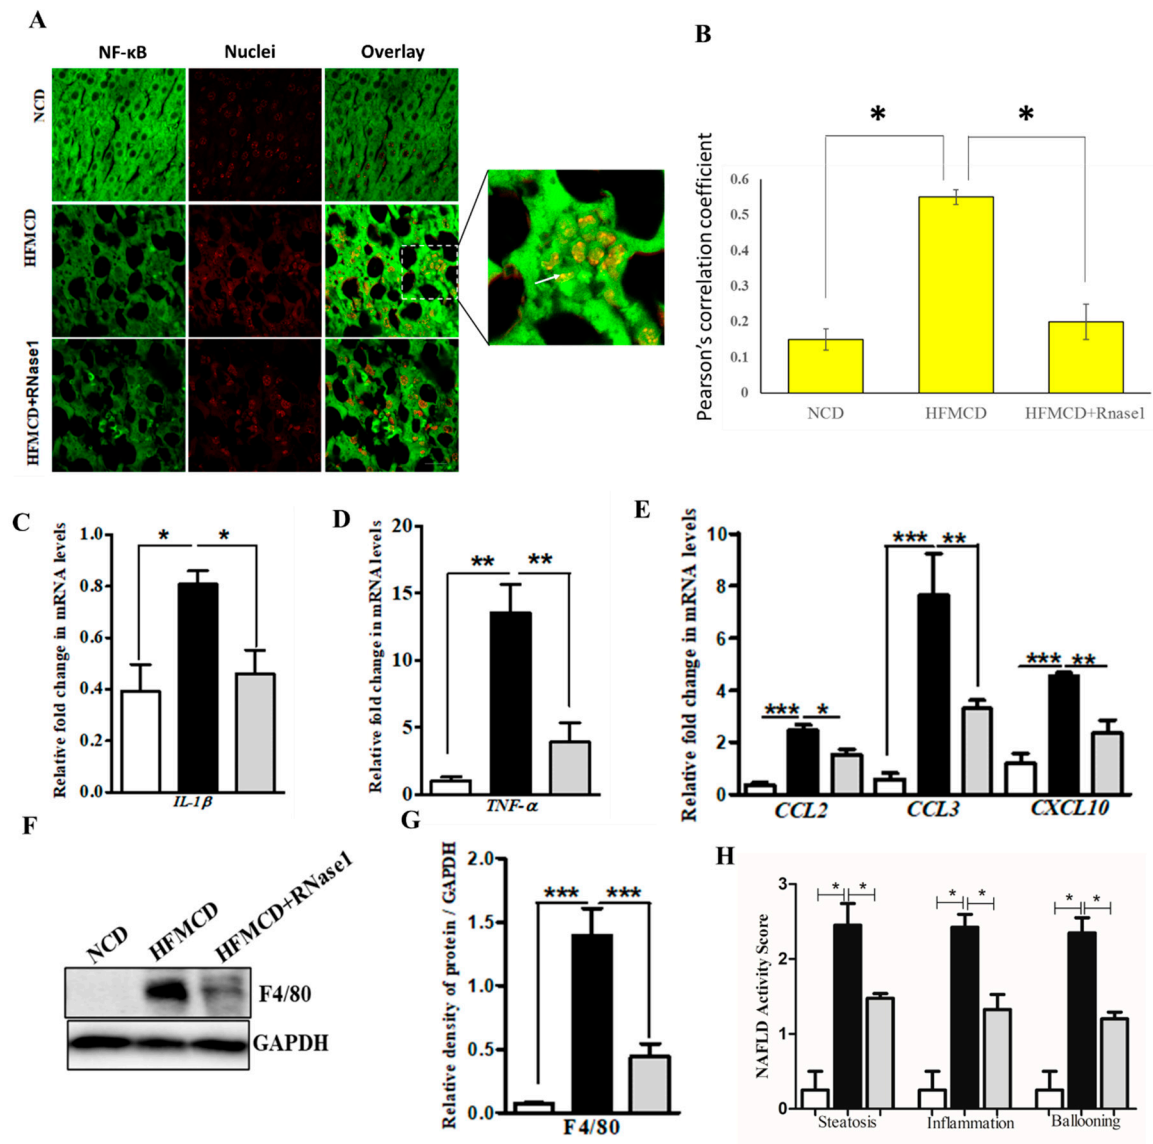 A
NF-κB Nuclei Overlay
NCD
HFMCD
HFMCD+RNase1
B
*
*
Pearson's correlation coefficient
0.6
0.5
0.4
0.3
0.2
0.1
0
NCD HFMCD HFMCD+Rnase1
C
Relative fold change in mRNA levels
1.0
0.8
0.6
0.4
0.2
0.0
*
*
IL-1β
D
Relative fold change in mRNA levels
20
15
10
5
0
**
**
TNF-α
E
Relative fold change in mRNA levels
10
8
6
4
2
0
***
*
***
**
***
**
CCL2 CCL3 CXCL10
F
NCD
HFMCD
HFMCD+RNase1
F4/80
GAPDH
G
Relative density of protein / GAPDH
2.0
1.5
1.0
0.5
0.0
***
***
F4/80
H
NAFLD Activity Score
3
2
1
0
*
*
*
*
*
*
Steatosis Inflammation Ballooning